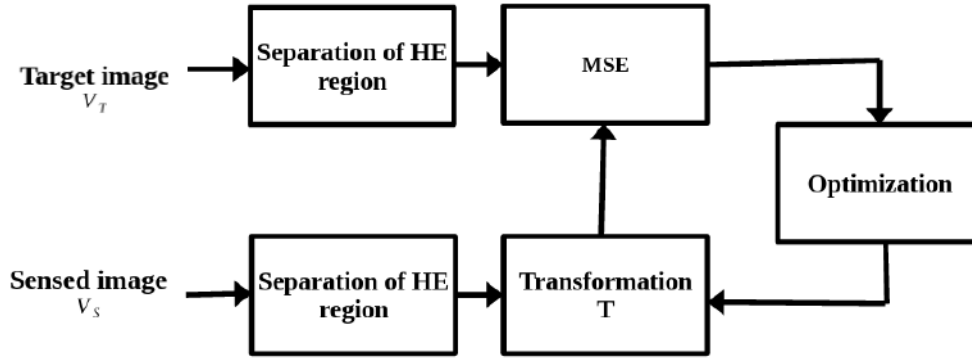 Target image
V_T
Separation of HE
region
MSE
Optimization
Sensed image
V_S
Separation of HE
region
Transformation
T